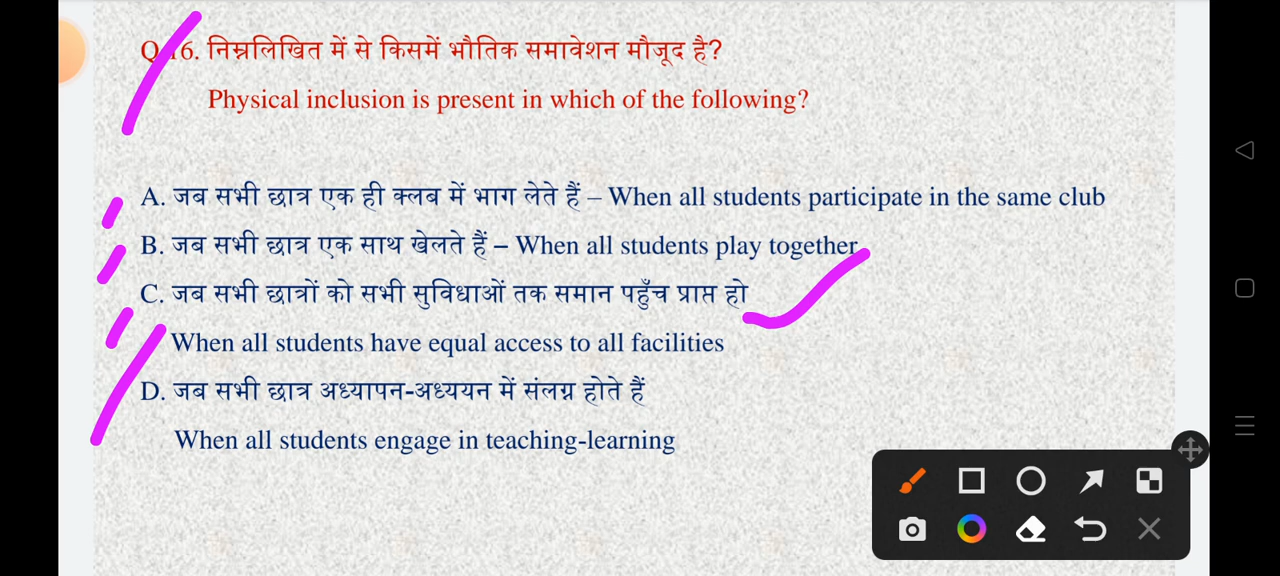 Q.16. निम्नलिखित में से किसमें भौतिक समावेशन मौजूद है?
Physical inclusion is present in which of the following?
A. जब सभी छात्र एक ही क्लब में भाग लेते हैं – When all students participate in the same club
B. जब सभी छात्र एक साथ खेलते हैं – When all students play together
C. जब सभी छात्रों को सभी सुविधाओं तक समान पहुँच प्राप्त हो
When all students have equal access to all facilities
D. जब सभी छात्र अध्यापन-अध्ययन में संलग्न होते हैं
When all students engage in teaching-learning